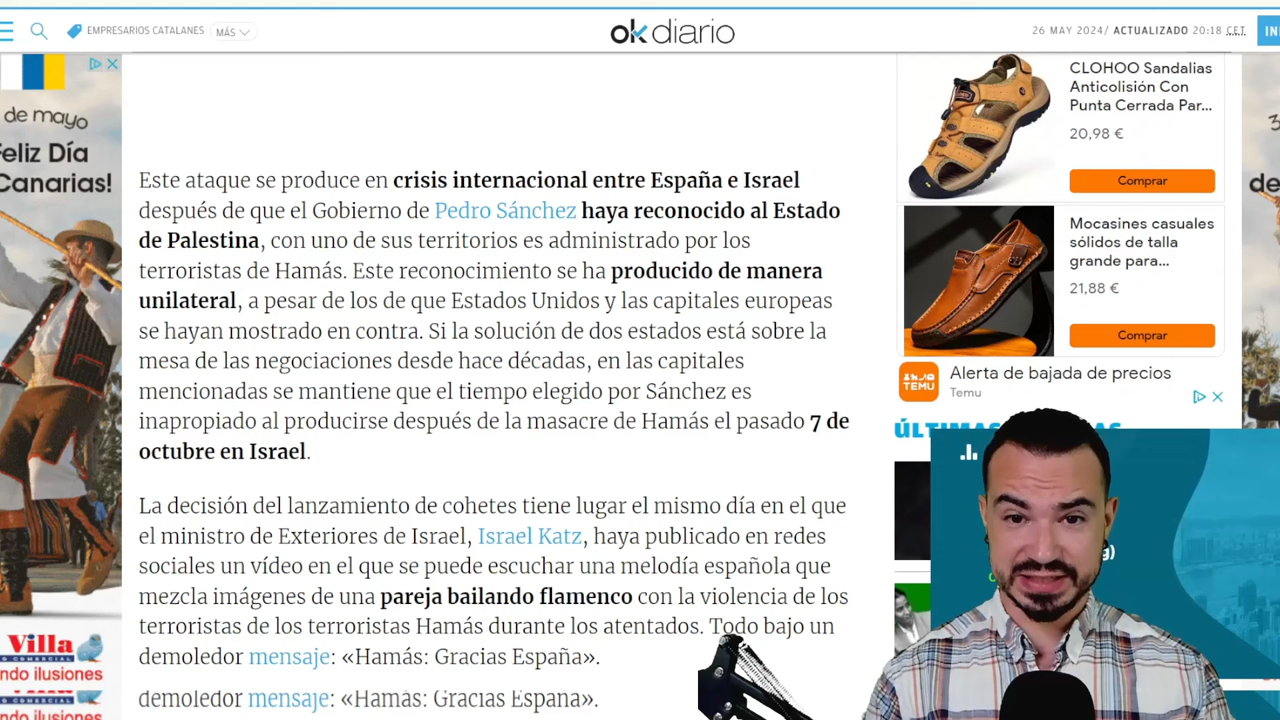 EMPRESARIOS CATALANES
MÁS
okdiario
26 MAY 2024/ ACTUALIZADO 20:18 CET
de mayo
Feliz Día
Canarias!
Villa
COMERCIAL
ndo ilusiones
COMERCIAL
ndo ilusiones
Este ataque se produce en crisis internacional entre España e Israel
después de que el Gobierno de Pedro Sánchez haya reconocido al Estado
de Palestina, con uno de sus territorios es administrado por los
terroristas de Hamás. Este reconocimiento se ha producido de manera
unilateral, a pesar de los de que Estados Unidos y las capitales europeas
se hayan mostrado en contra. Si la solución de dos estados está sobre la
mesa de las negociaciones desde hace décadas, en las capitales
mencionadas se mantiene que el tiempo elegido por Sánchez es
inapropiado al producirse después de la masacre de Hamás el pasado 7 de
octubre en Israel.
La decisión del lanzamiento de cohetes tiene lugar el mismo día en el que
el ministro de Exteriores de Israel, Israel Katz, haya publicado en redes
sociales un vídeo en el que se puede escuchar una melodía española que
mezcla imágenes de una pareja bailando flamenco con la violencia de los
terroristas de los terroristas Hamás durante los atentados. Todo bajo un
demoledor mensaje: «Hamás: Gracias España».
demoledor mensaje: «Hamás: Gracias España».
CLOHOO Sandalias
Anticolisión Con
Punta Cerrada Par...
20,98 €
Comprar
Mocasines casuales
sólidos de talla
grande para...
21,88 €
Comprar
TEMU
Alerta de bajada de precios
Temu
de